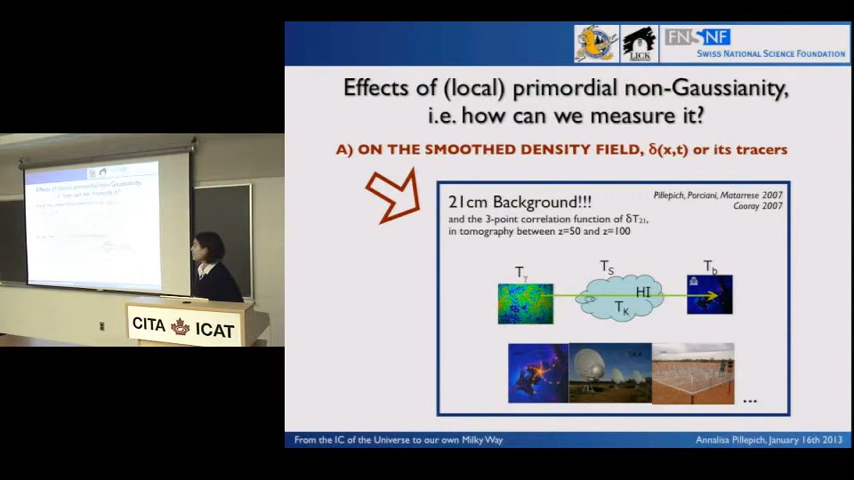 LICK
FNSNF
SWISS NATIONAL SCIENCE FOUNDATION
Effects of (local) primordial non-Gaussianity,
i.e. how can we measure it?
A) ON THE SMOOTHED DENSITY FIELD, δ(x,t) or its tracers
21cm Background!!!
Pillepich, Porciani, Matarrese 2007
Cooray 2007
and the 3-point correlation function of δT21,
in tomography between z=50 and z=100
Tγ
TS
Tb
HI
TK
SKA
...
From the IC of the Universe to our own Milky Way
Annalisa Pillepich, January 16th 2013
CITA ICAT